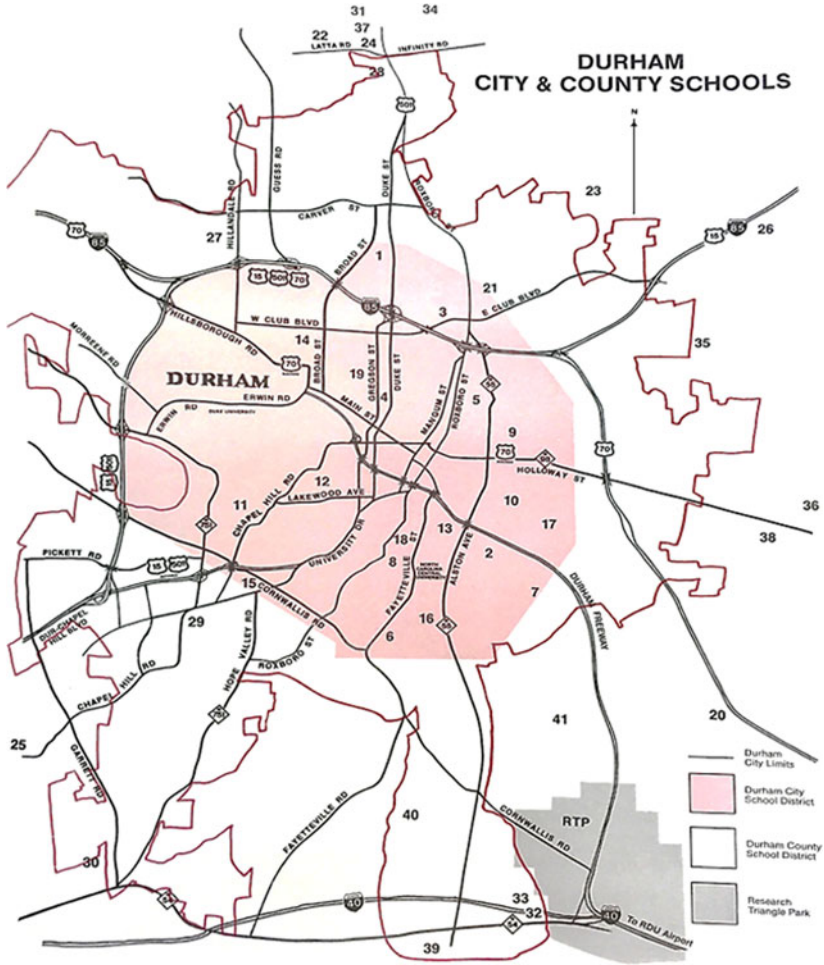 31
34
22
37
LATTA RD
24
INFINITY RD
28
DURHAM
CITY & COUNTY SCHOOLS
501
N
GUESS RD
DUKE ST
HILLANDALE RD
ROXBORO ST
23
CARVER ST
27
70
85
15
85
26
BROAD ST
1
15 501 70
21
85
3
E CLUB BLVD
W CLUB BLVD
HILLSBOROUGH RD
14
35
MORREENE RD
70
BROAD ST
19
GREGSON ST
DUKE ST
4
55
DURHAM
ERWIN RD
MAIN ST
MANGUM ST
ROXBORO ST
5
ERWIN RD
DUKE UNIVERSITY
9
70
98
70
HOLLOWAY ST
15 501
12
LAKEWOOD AVE
10
36
11
CHAPEL HILL RD
751
13
17
38
UNIVERSITY DR
18
8
FAYETTEVILLE ST
NORTH CAROLINA CENTRAL UNIVERSITY
ALSTON AVE
2
PICKETT RD
15 501
15
CORNWALLIS RD
7
DURHAM FREEWAY
16
55
DUR-CHAPEL
HILL BLVD
29
6
HOPE VALLEY RD
ROXBORO ST
CHAPEL HILL RD
751
25
41
20
GARRETT RD
Durham
City Limits
Durham City
School District
FAYETTEVILLE RD
40
CORNWALLIS RD
RTP
Durham County
School District
30
Research
Triangle Park
54
40
33
32
54
40
To RDU Airport
39